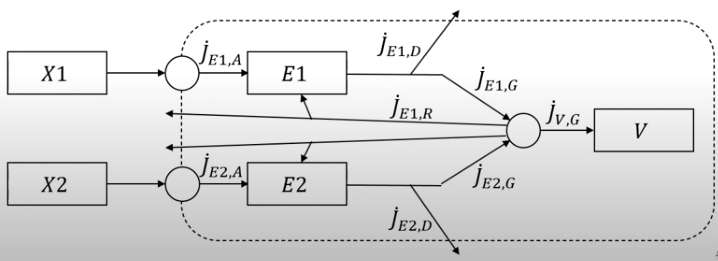 X1
j̇_{E1,A}
E1
j̇_{E1,D}
j̇_{E1,G}
j̇_{E1,R}
j̇_{V,G}
V
X2
j̇_{E2,A}
E2
j̇_{E2,G}
j̇_{E2,D}